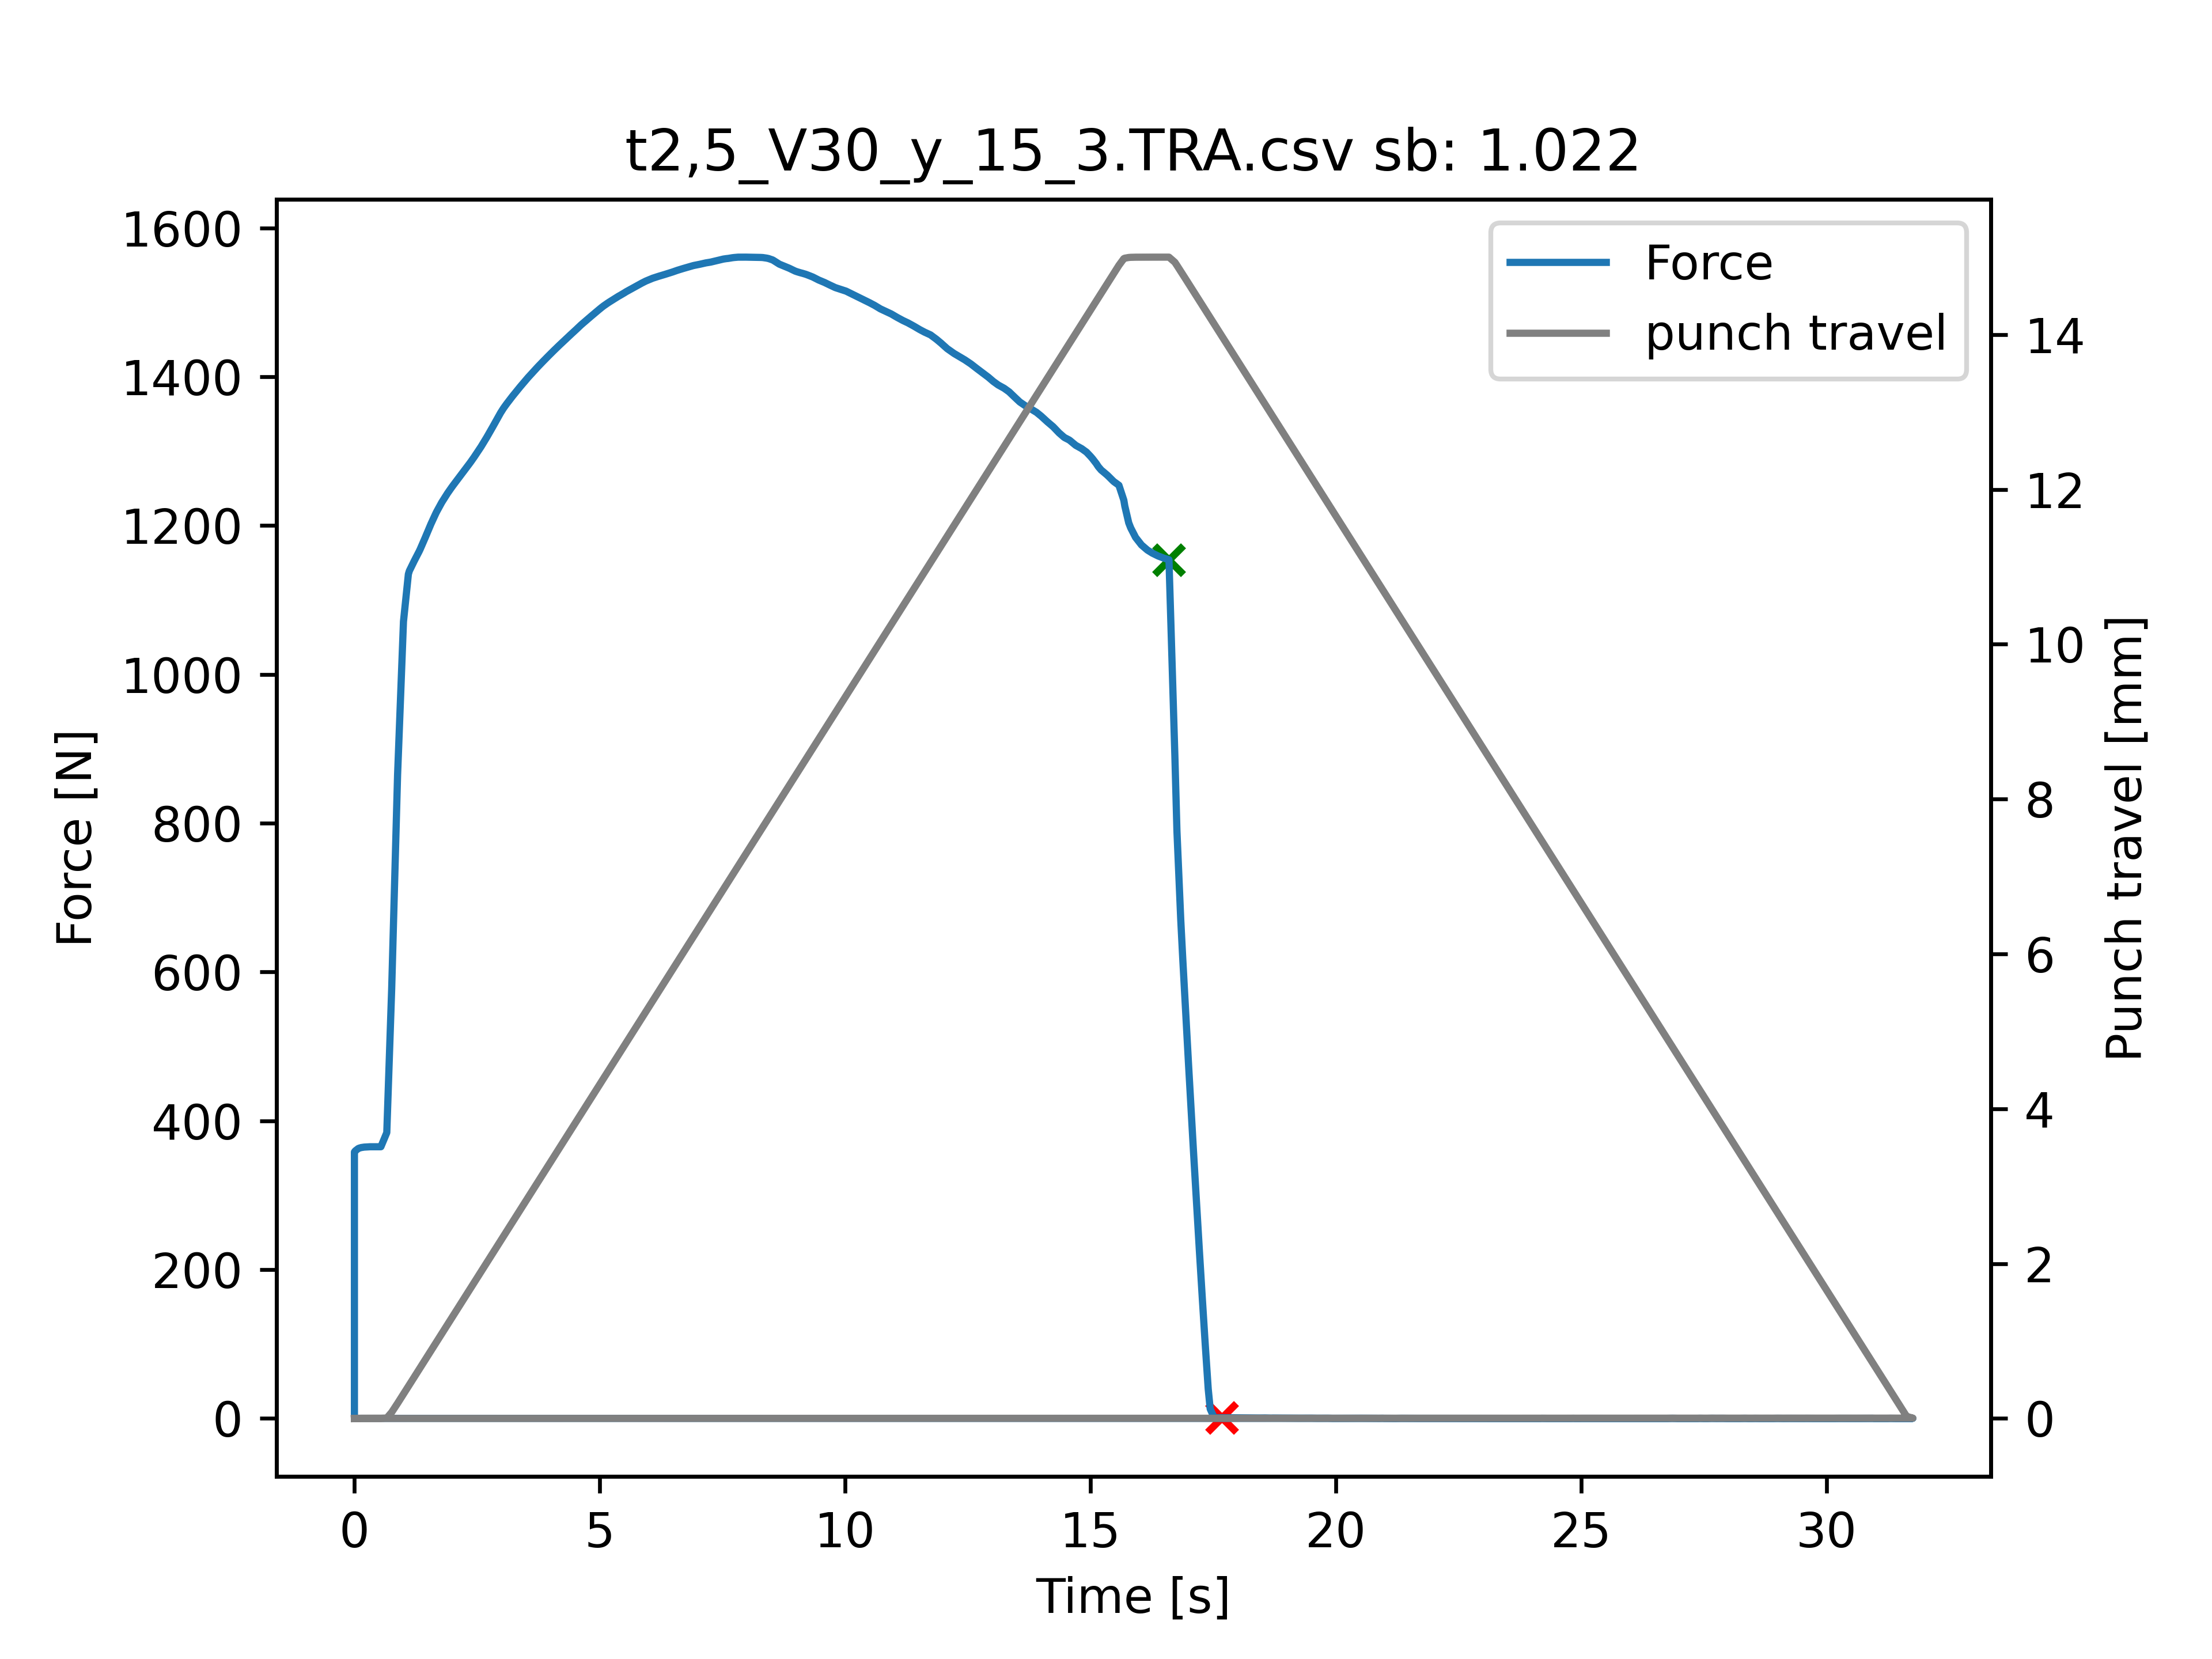 t2,5_V30_y_15_3.TRA.csv sb: 1.022
Force
punch travel
1600
1400
1200
1000
800
600
400
200
0
Force [N]
14
12
10
8
6
4
2
0
Punch travel [mm]
0 5 10 15 20 25 30
Time [s]